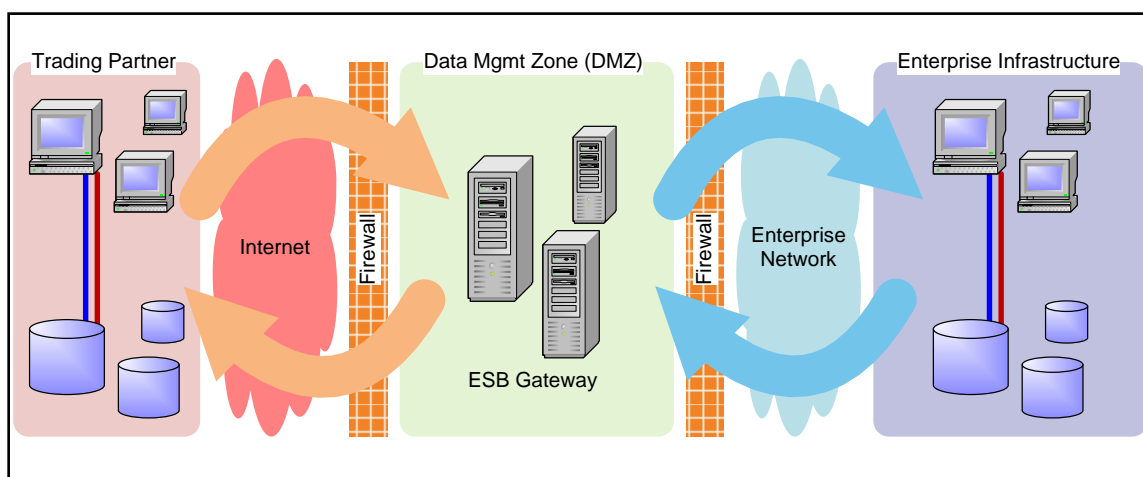 Trading Partner
Data Mgmt Zone (DMZ)
Enterprise Infrastructure
Internet
Firewall
ESB Gateway
Firewall
Enterprise
Network